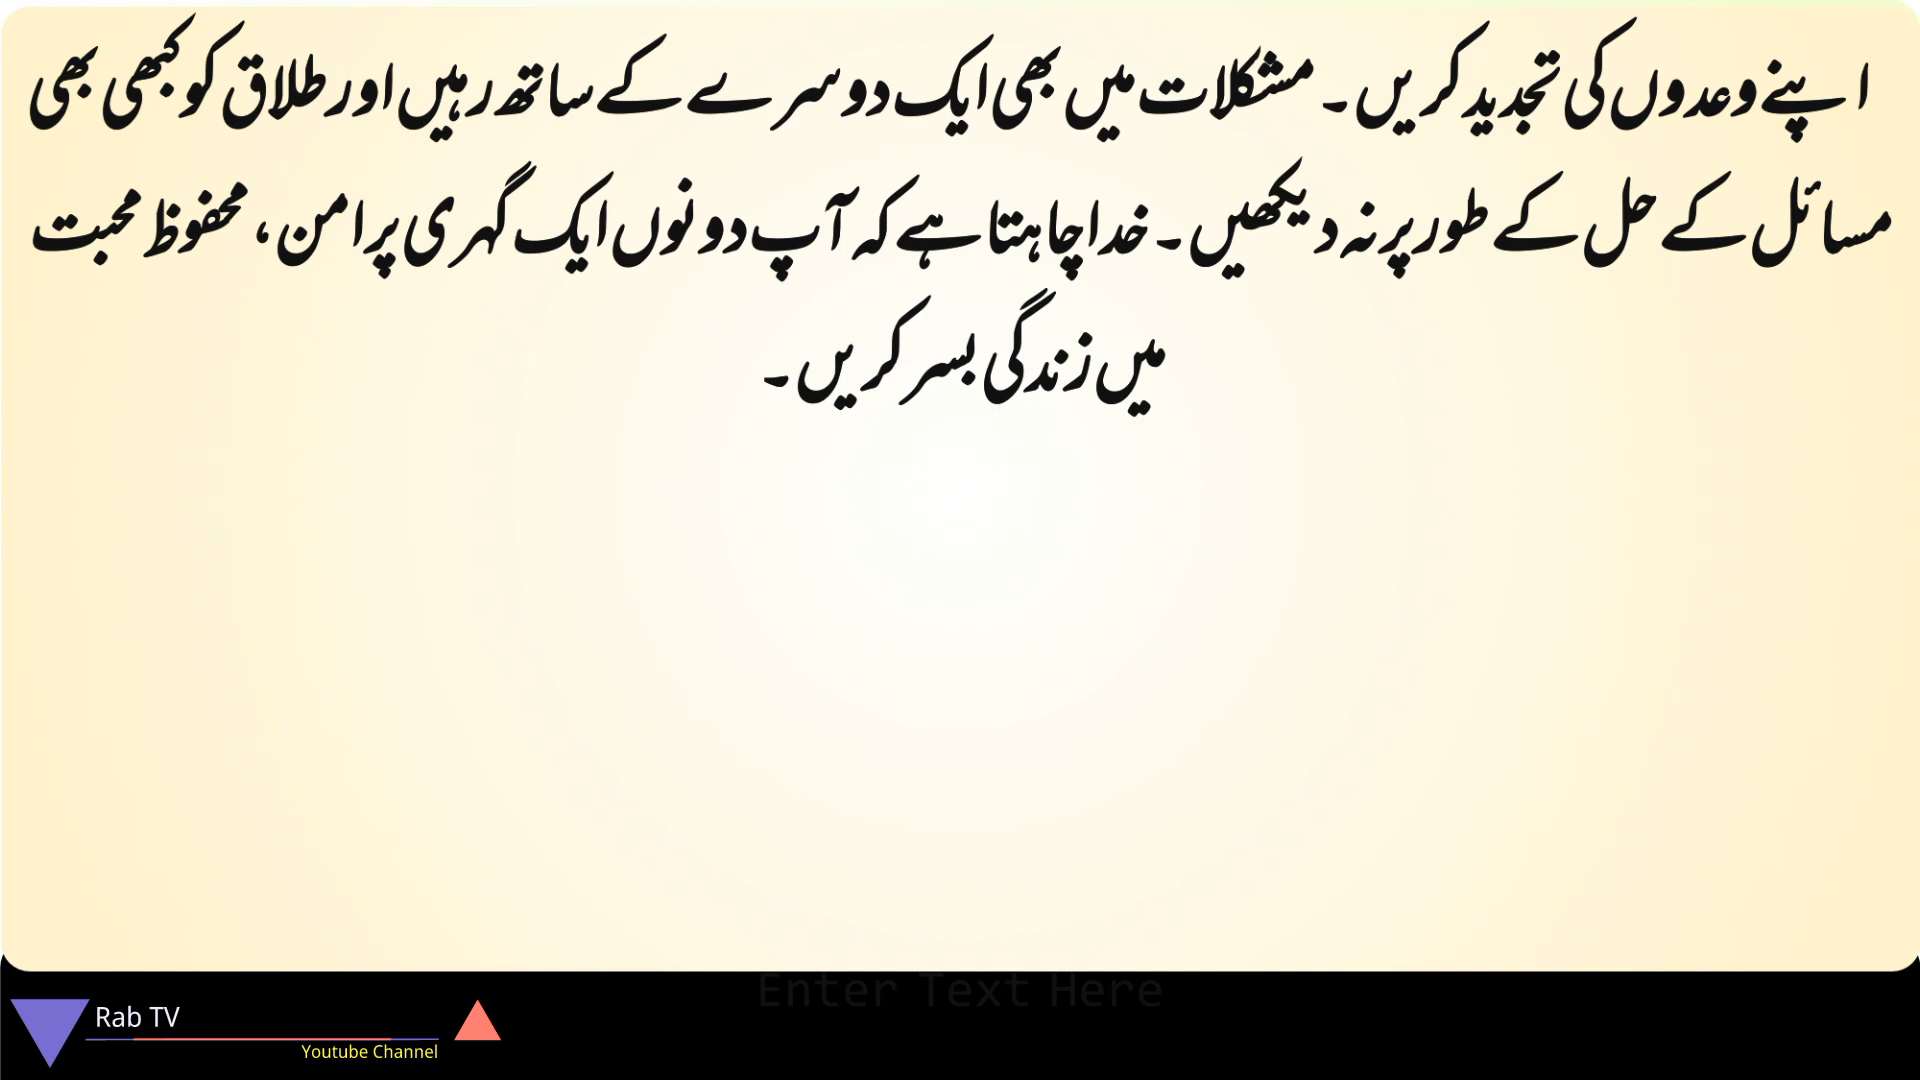 اپنے وعدوں کی تجدید کریں۔ مشکلات میں بھی ایک دوسرے کے ساتھ رہیں اور طلاق کو کبھی بھی
مسائل کے حل کے طور پر نہ دیکھیں۔ خدا چاہتا ہے کہ آپ دونوں ایک گہری پرامن، محفوظ محبت
میں زندگی بسر کریں۔
Enter Text Here
Rab TV
Youtube Channel